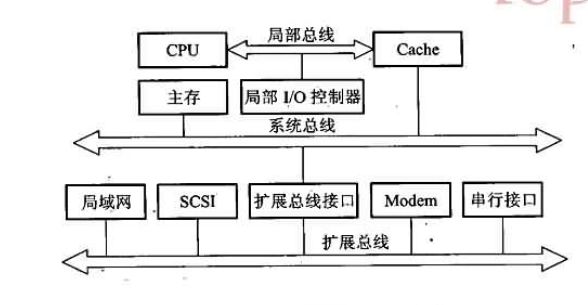 Top
局部总线
CPU
Cache
主存
局部 I/O 控制器
系统总线
局域网
SCSI
扩展总线接口
Modem
串行接口
扩展总线